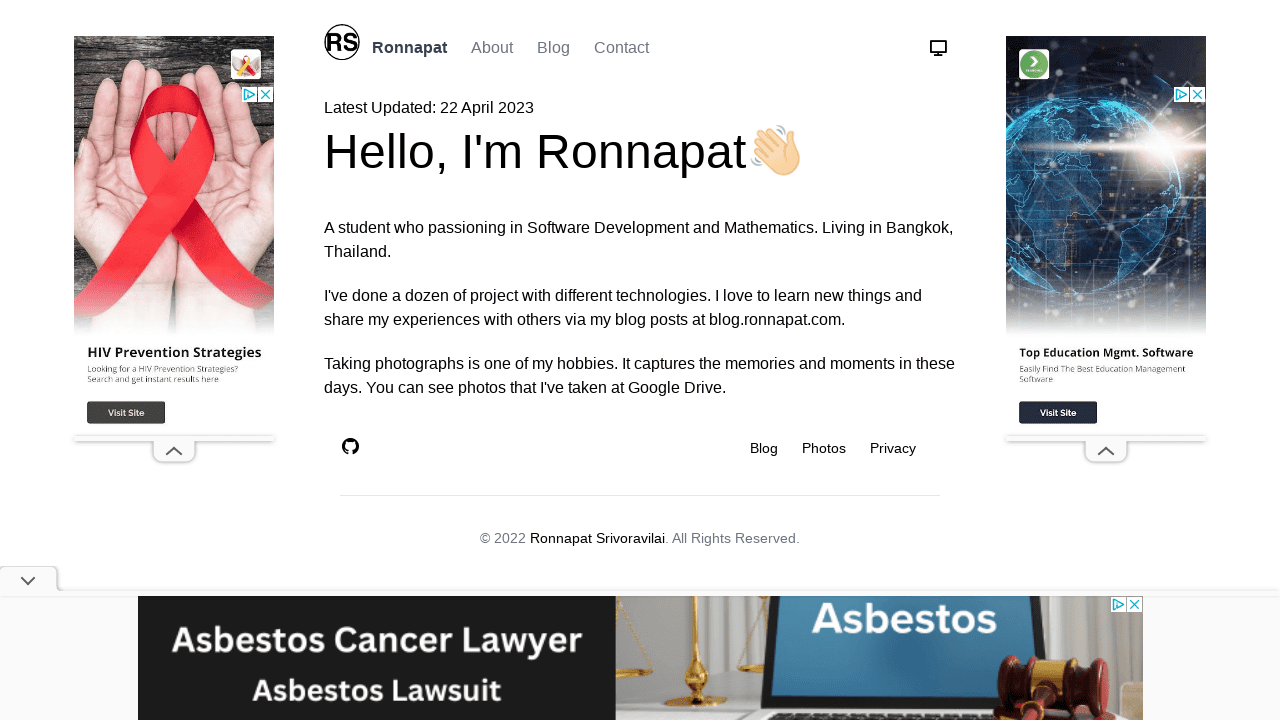 RS Ronnapat About Blog Contact
Latest Updated: 22 April 2023
Hello, I'm Ronnapat👋🏼
A student who passioning in Software Development and Mathematics. Living in Bangkok,
Thailand.
I've done a dozen of project with different technologies. I love to learn new things and
share my experiences with others via my blog posts at blog.ronnapat.com.
Taking photographs is one of my hobbies. It captures the memories and moments in these
days. You can see photos that I've taken at Google Drive.
Blog Photos Privacy
© 2022 Ronnapat Srivoravilai. All Rights Reserved.
HIV Prevention Strategies
Looking for a HIV Prevention Strategies?
Search and get instant results here
Visit Site
Top Education Mgmt. Software
Easily Find The Best Education Management
Software
Visit Site
Asbestos Cancer Lawyer
Asbestos Lawsuit
Asbestos